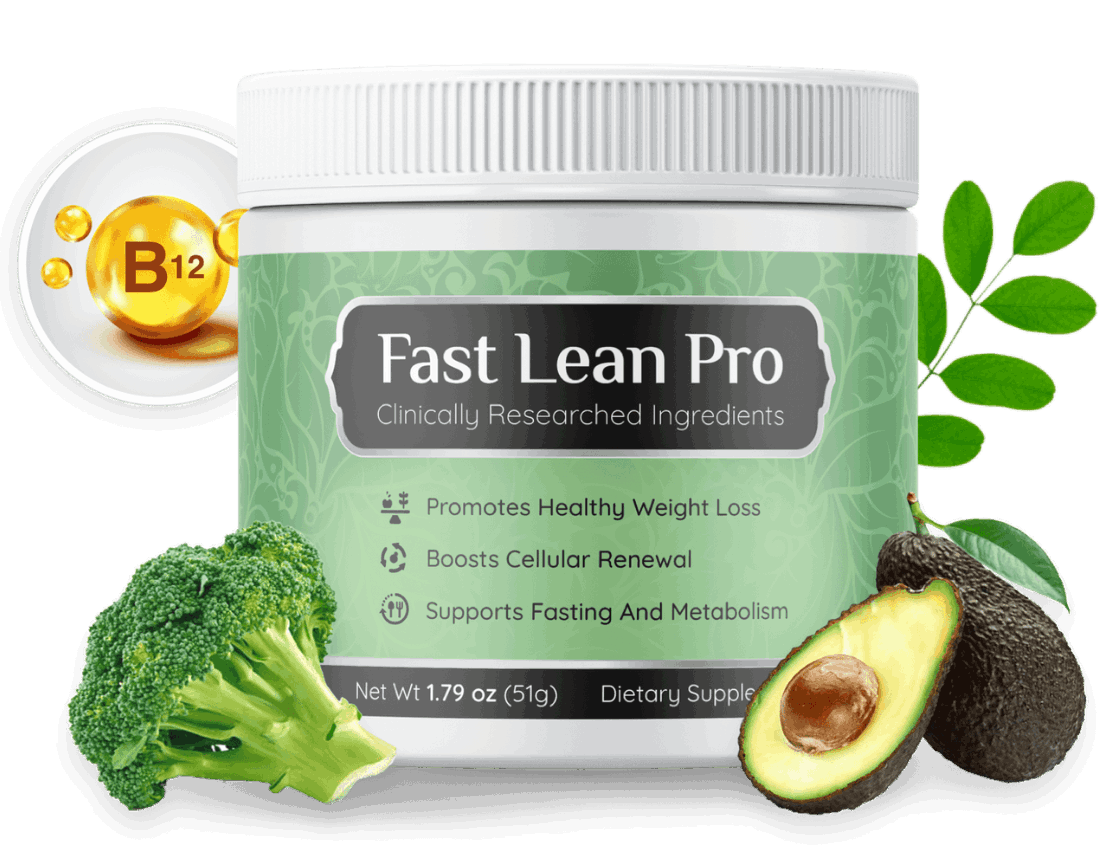 B12
Fast Lean Pro
Clinically Researched Ingredients
Promotes Healthy Weight Loss
Boosts Cellular Renewal
Supports Fasting And Metabolism
Net Wt 1.79 oz (51g) Dietary